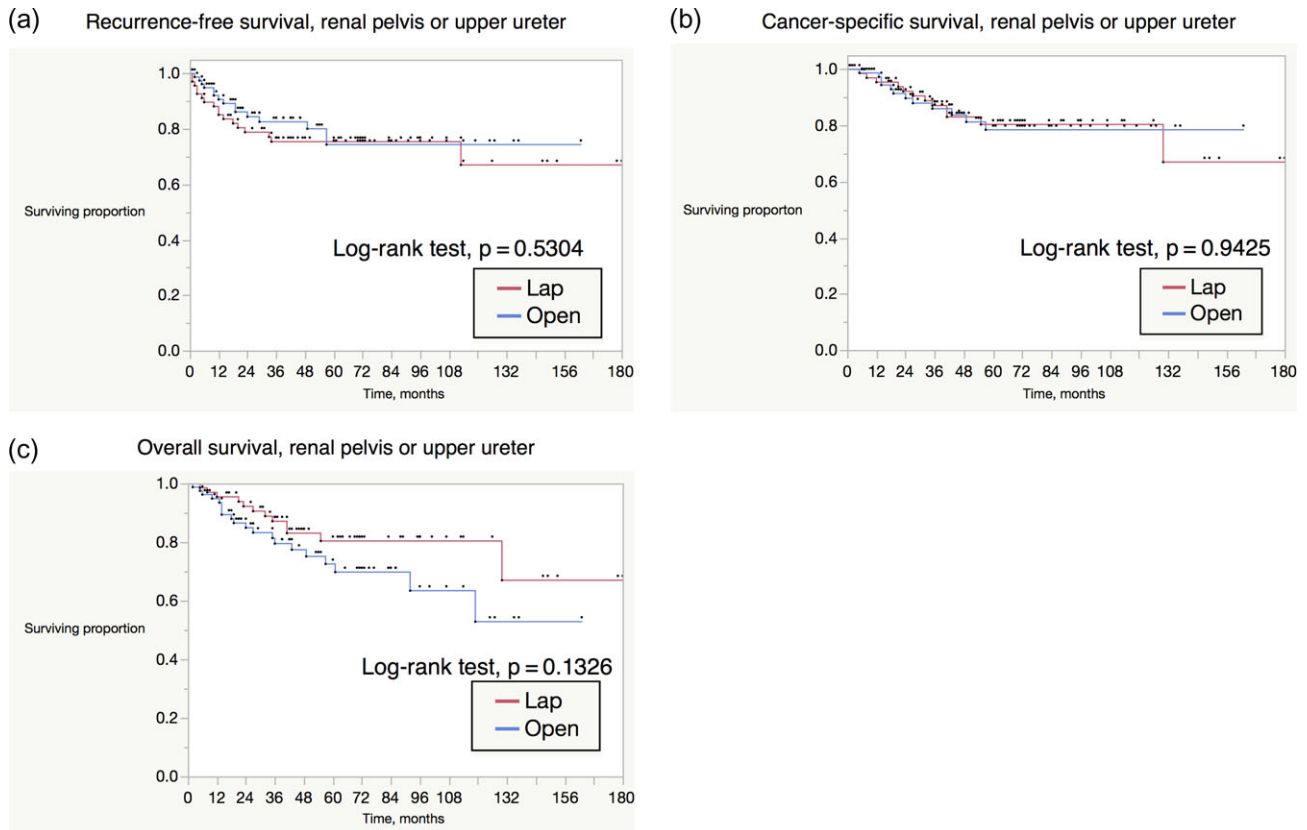 (a) Recurrence-free survival, renal pelvis or upper ureter
1.0
0.8
0.6
Surviving proportion
0.4
Log-rank test, p = 0.5304
Lap
Open
0.2
0.0
0 12 24 36 48 60 72 84 96 108 132 156 180
Time, months
(b) Cancer-specific survival, renal pelvis or upper ureter
1.0
0.8
0.6
Surviving proporton
0.4
Log-rank test, p = 0.9425
Lap
Open
0.2
0.0
0 12 24 36 48 60 72 84 96 108 132 156 180
Time, months
(c) Overall survival, renal pelvis or upper ureter
1.0
0.8
0.6
Surviving proportion
0.4
Log-rank test, p = 0.1326
Lap
Open
0.2
0.0
0 12 24 36 48 60 72 84 96 108 132 156 180
Time, months